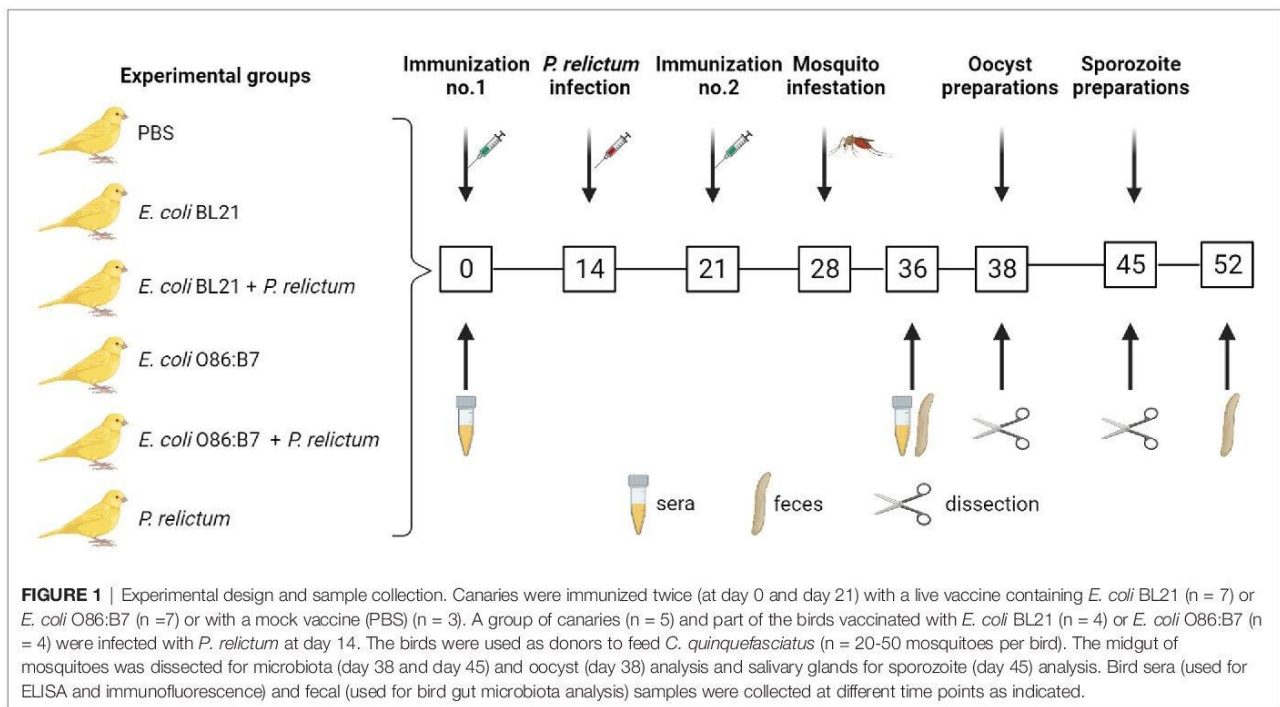 Experimental groups
PBS
E. coli BL21
E. coli BL21 + P. relictum
E. coli O86:B7
E. coli O86:B7 + P. relictum
P. relictum
Immunization
no.1
P. relictum
infection
Immunization
no.2
Mosquito
infestation
Oocyst
preparations
Sporozoite
preparations
0 14 21 28 36 38 45 52
sera feces dissection
FIGURE 1 | Experimental design and sample collection. Canaries were immunized twice (at day 0 and day 21) with a live vaccine containing E. coli BL21 (n = 7) or
E. coli O86:B7 (n =7) or with a mock vaccine (PBS) (n = 3). A group of canaries (n = 5) and part of the birds vaccinated with E. coli BL21 (n = 4) or E. coli O86:B7 (n
= 4) were infected with P. relictum at day 14. The birds were used as donors to feed C. quinquefasciatus (n = 20-50 mosquitoes per bird). The midgut of
mosquitoes was dissected for microbiota (day 38 and day 45) and oocyst (day 38) analysis and salivary glands for sporozoite (day 45) analysis. Bird sera (used for
ELISA and immunofluorescence) and fecal (used for bird gut microbiota analysis) samples were collected at different time points as indicated.